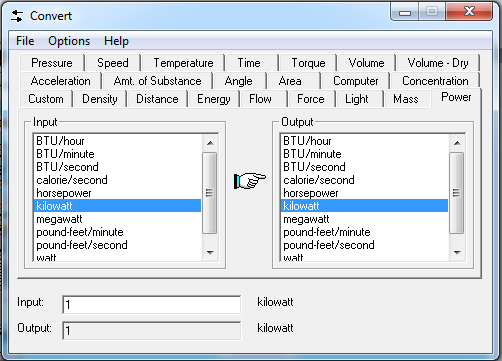 Convert
File Options Help
Pressure Speed Temperature Time Torque Volume Volume - Dry
Acceleration Amt. of Substance Angle Area Computer Concentration
Custom Density Distance Energy Flow Force Light Mass Power
Input Output
BTU/hour BTU/hour
BTU/minute BTU/minute
BTU/second BTU/second
calorie/second calorie/second
horsepower horsepower
kilowatt kilowatt
megawatt megawatt
pound-feet/minute pound-feet/minute
pound-feet/second pound-feet/second
watt watt
Input: 1 kilowatt
Output: 1 kilowatt